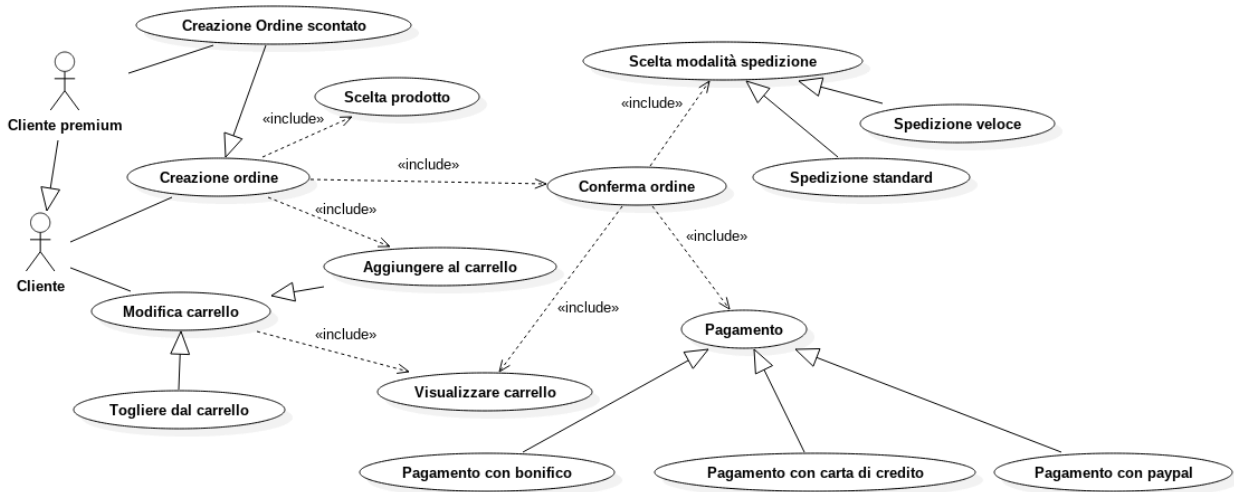 Creazione Ordine scontato
Scelta modalità spedizione
«include»
Scelta prodotto
«include»
Cliente premium
Spedizione veloce
«include»
Creazione ordine
Conferma ordine
Spedizione standard
«include»
«include»
Aggiungere al carrello
Cliente
Modifica carrello
«include»
«include»
Pagamento
Visualizzare carrello
Togliere dal carrello
Pagamento con bonifico
Pagamento con carta di credito
Pagamento con paypal